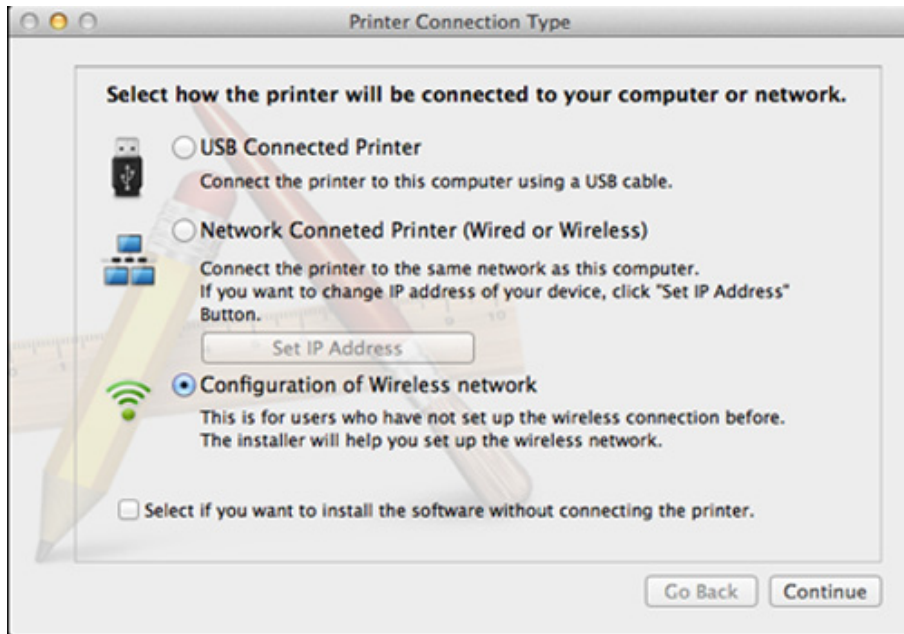 Printer Connection Type
Select how the printer will be connected to your computer or network.
USB Connected Printer
Connect the printer to this computer using a USB cable.
Network Conneted Printer (Wired or Wireless)
Connect the printer to the same network as this computer.
If you want to change IP address of your device, click "Set IP Address"
Button.
Set IP Address
Configuration of Wireless network
This is for users who have not set up the wireless connection before.
The installer will help you set up the wireless network.
Select if you want to install the software without connecting the printer.
Go Back
Continue